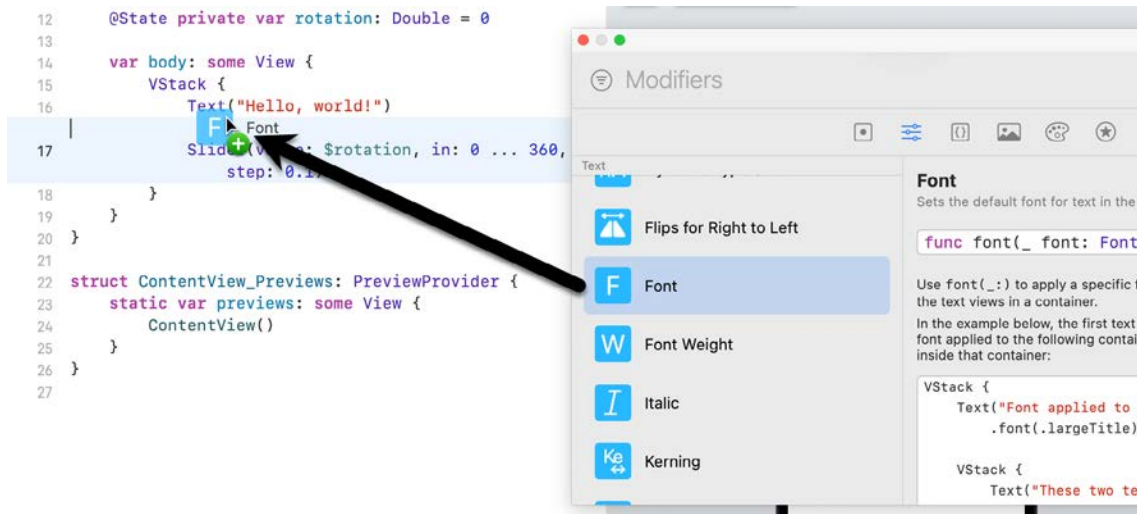 12 @State private var rotation: Double = 0
13
14 var body: some View {
15 VStack {
16 Text("Hello, world!")
F Font
17 $rotation, in: 0 ... 360,
step:
18 }
19 }
20 }
21
22 struct ContentView_Previews: PreviewProvider {
23 static var previews: some View {
24 ContentView()
25 }
26 }
27
Modifiers
Text
Flips for Right to Left
F Font
W Font Weight
I Italic
Ke Kerning
Font
Sets the default font for text in the
func font(_ font: Font
Use font(_:) to apply a specific
the text views in a container.
In the example below, the first text
font applied to the following
inside that container:
VStack {
Text("Font applied to
.font(.largeTitle)
VStack {
Text("These two